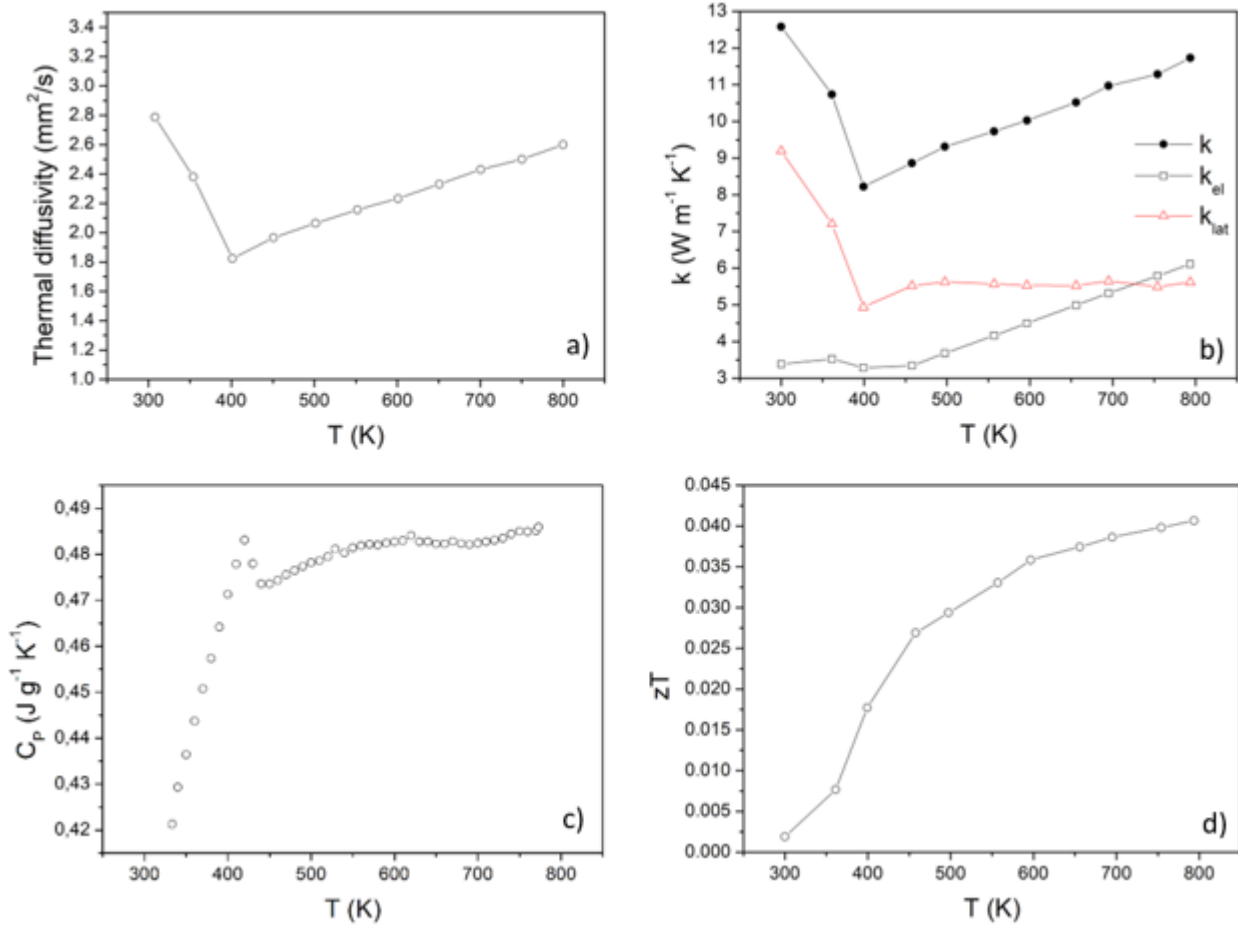 3.4
3.2
3.0
2.8
2.6
2.4
2.2
2.0
1.8
1.6
1.4
1.2
1.0
Thermal diffusivity (mm²/s)
a)
300 400 500 600 700 800
T (K)
13
12
11
10
9
8
7
6
5
4
3
k (W m⁻¹ K⁻¹)
k
k_el
k_lat
b)
300 400 500 600 700 800
T (K)
0,49
0,48
0,47
0,46
0,45
0,44
0,43
0,42
C_P (J g⁻¹ K⁻¹)
c)
300 400 500 600 700 800
T (K)
0.045
0.040
0.035
0.030
0.025
0.020
0.015
0.010
0.005
0.000
zT
d)
300 400 500 600 700 800
T (K)